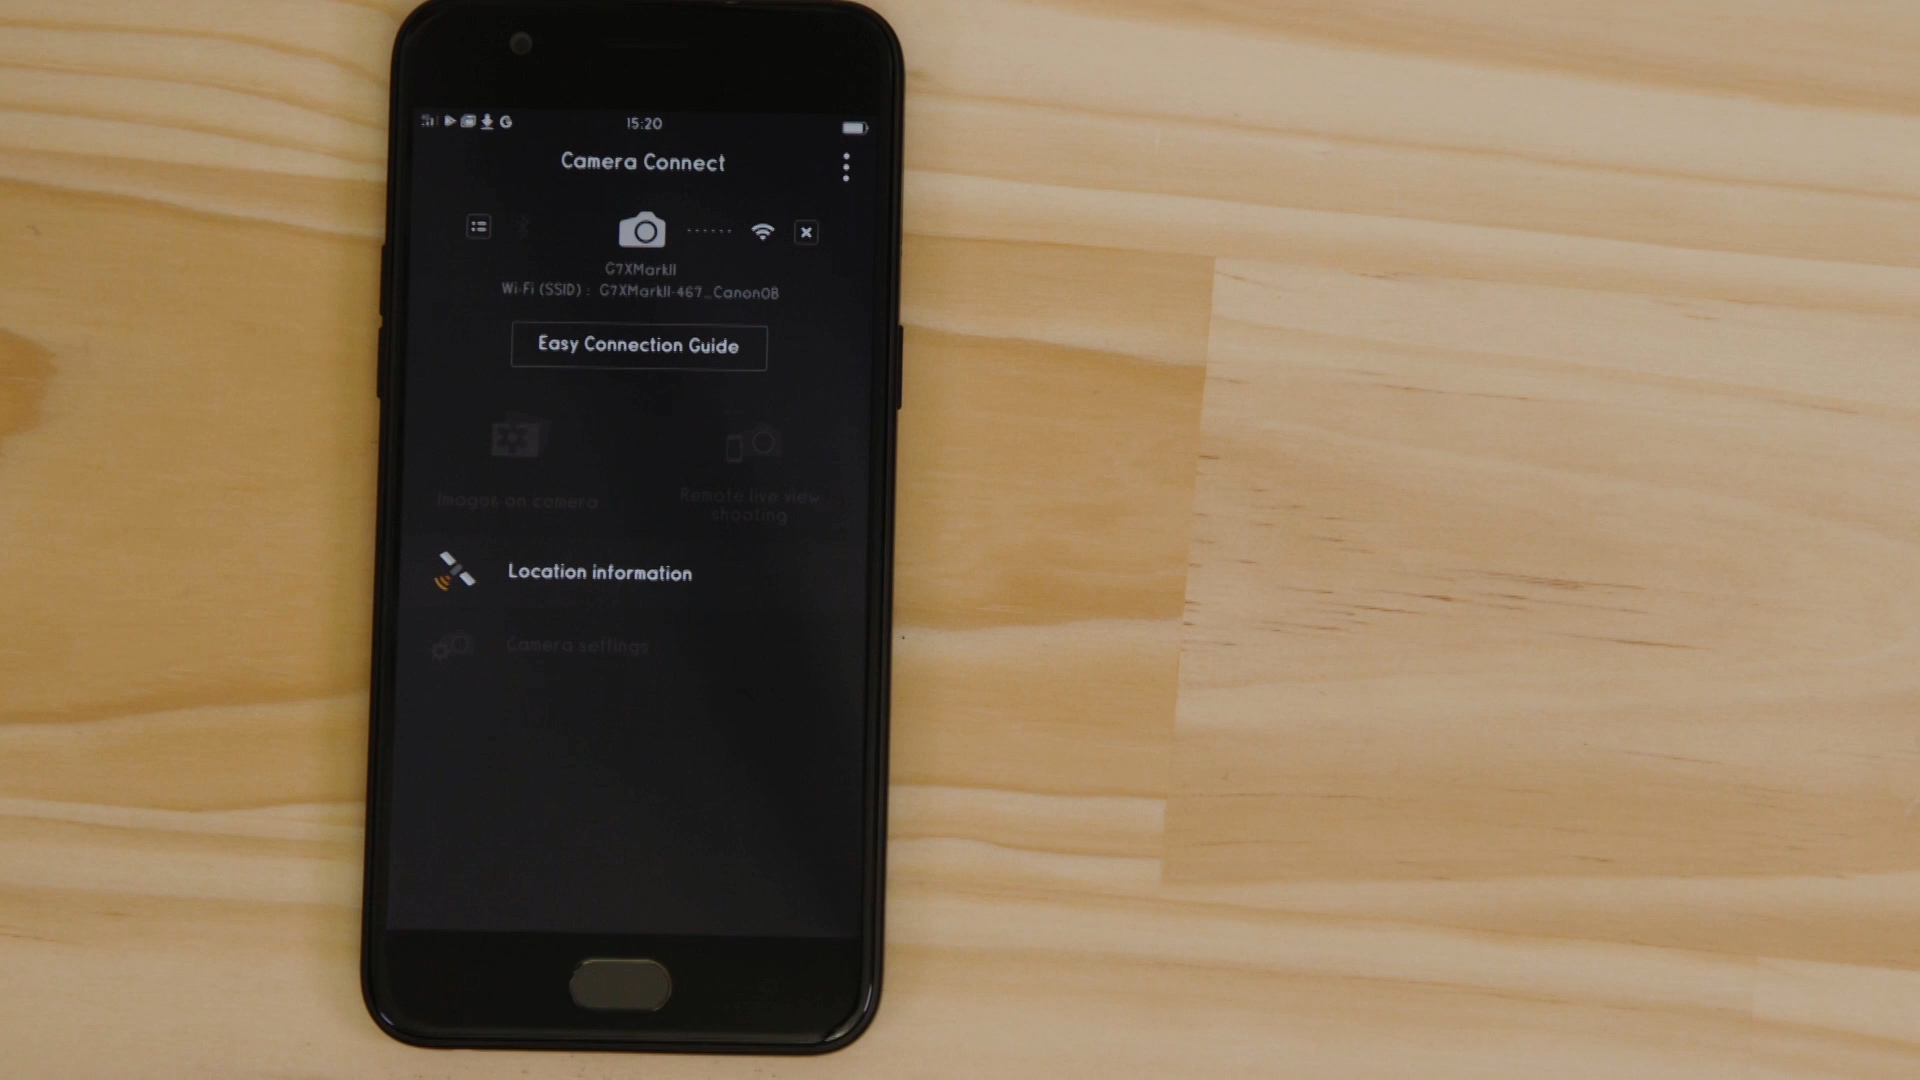 15:20
Camera Connect
G7XMarkII
Wi-Fi (SSID) : G7XMarkII-467_Canon0B
Easy Connection Guide
Images on camera
Remote live view
shooting
Location information
Camera settings